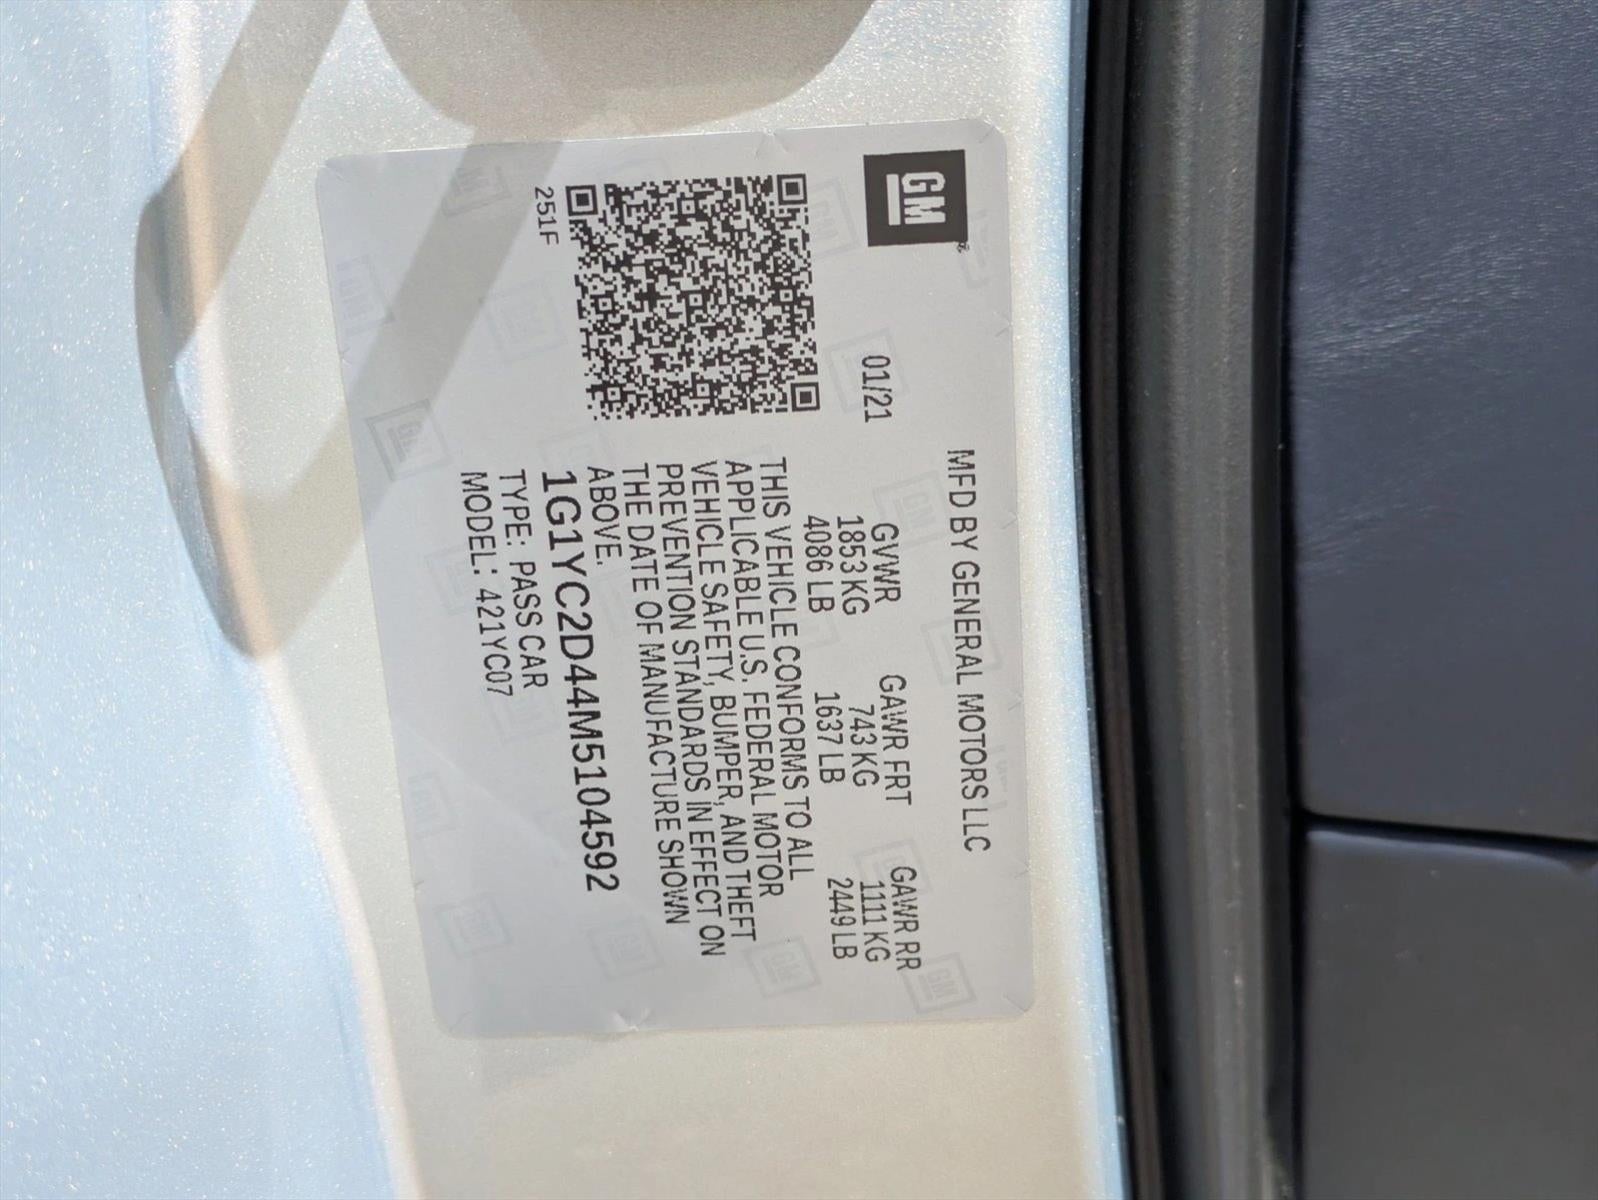 GM
MFD BY GENERAL MOTORS LLC
01/21
GVWR GAWR FRT GAWR RR
1853 KG 743 KG 1111 KG
4086 LB 1637 LB 2449 LB
THIS VEHICLE CONFORMS TO ALL
APPLICABLE U.S. FEDERAL MOTOR
VEHICLE SAFETY, BUMPER, AND THEFT
PREVENTION STANDARDS IN EFFECT ON
THE DATE OF MANUFACTURE SHOWN
ABOVE.
1G1YC2D44M5104592
TYPE: PASS CAR
MODEL: 421YC07
251F